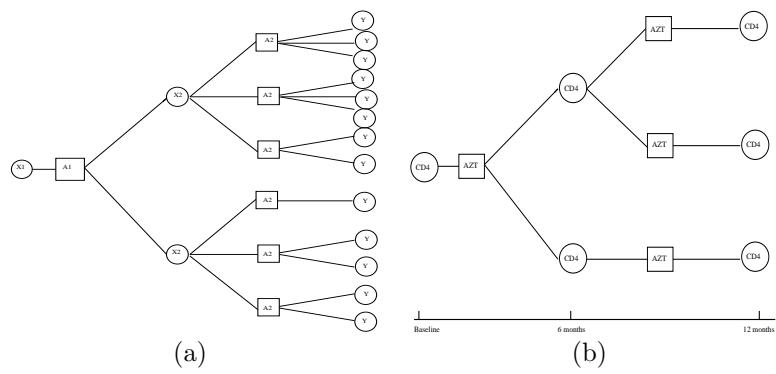 Y
A2
Y
Y
Y
X2
A2
Y
Y
Y
A2
Y
X1
A1
A2
Y
Y
X2
A2
Y
Y
A2
Y
(a)
AZT
CD4
CD4
CD4
AZT
AZT
CD4
CD4
AZT
CD4
Baseline
6 months
12 months
(b)